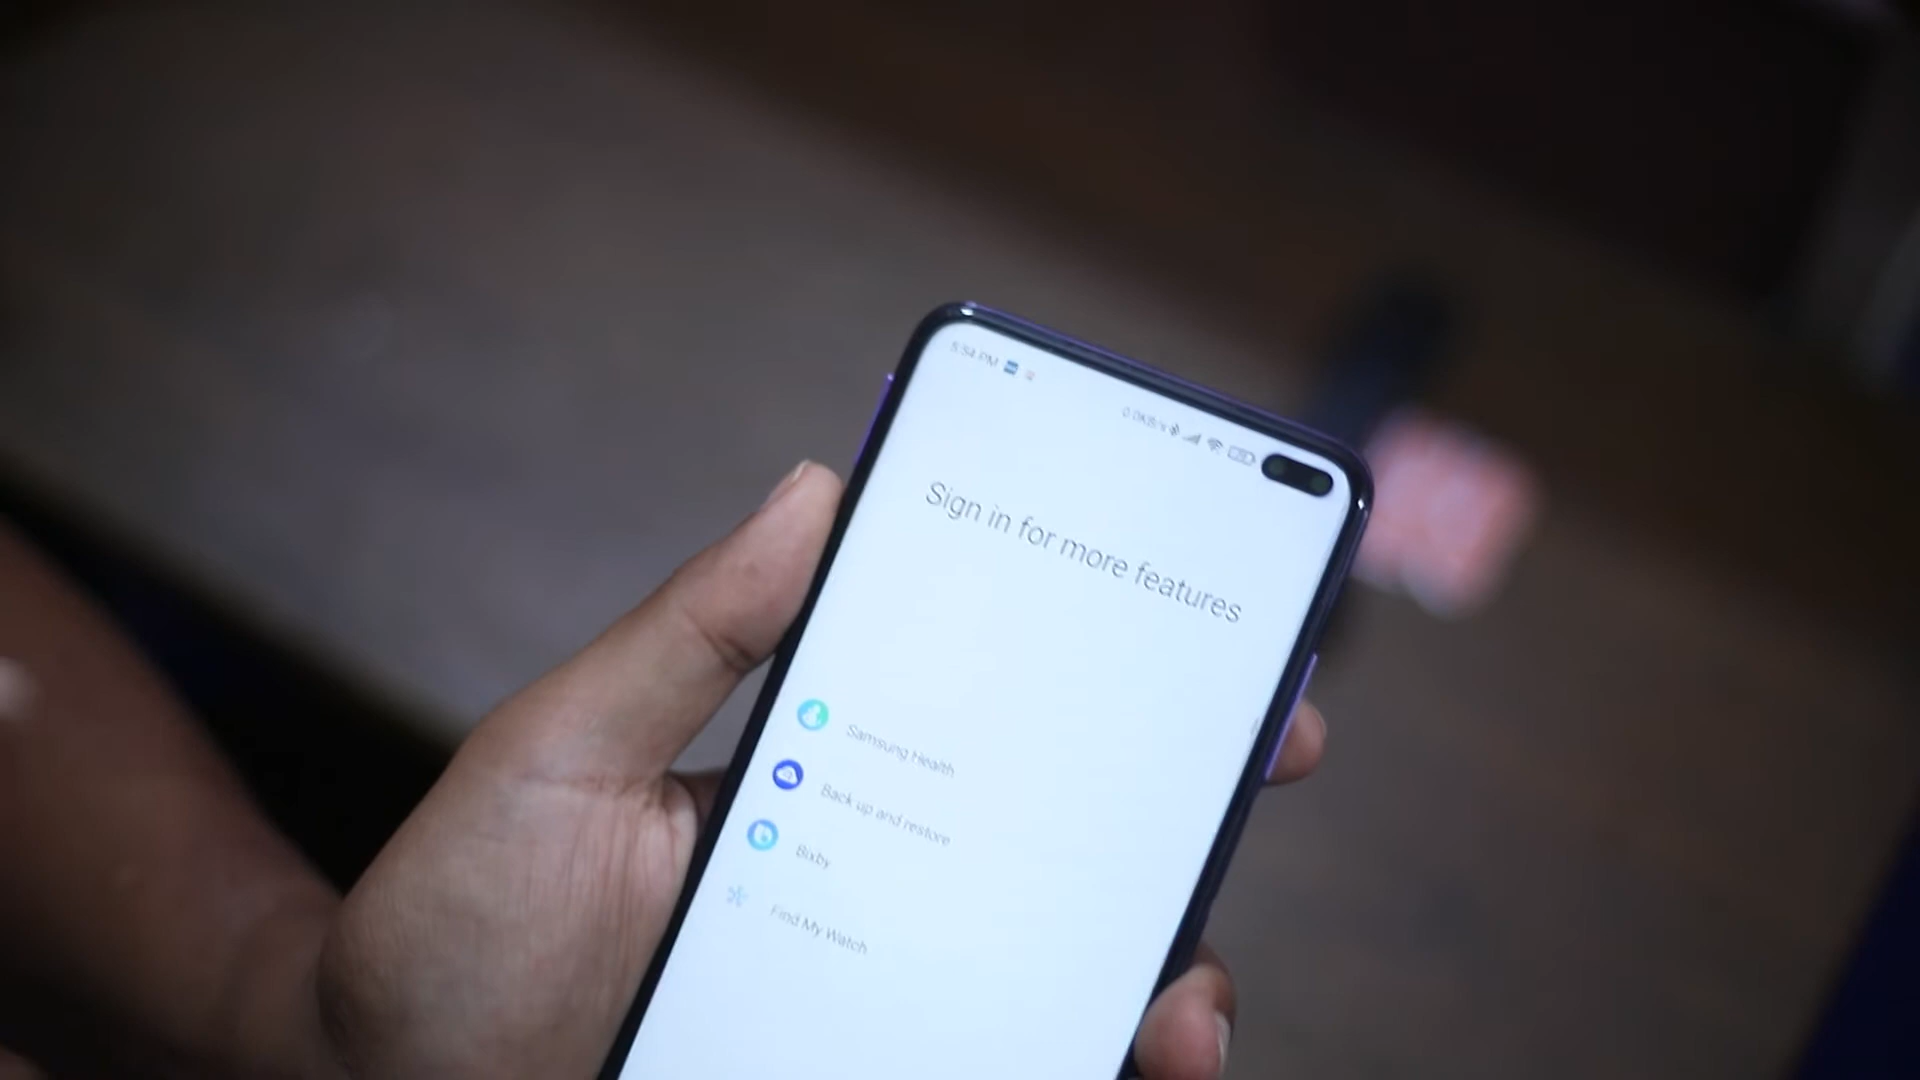 5:54 PM
0.0KB/s
Sign in for more features
Samsung Health
Back up and restore
Bixby
Find My Watch